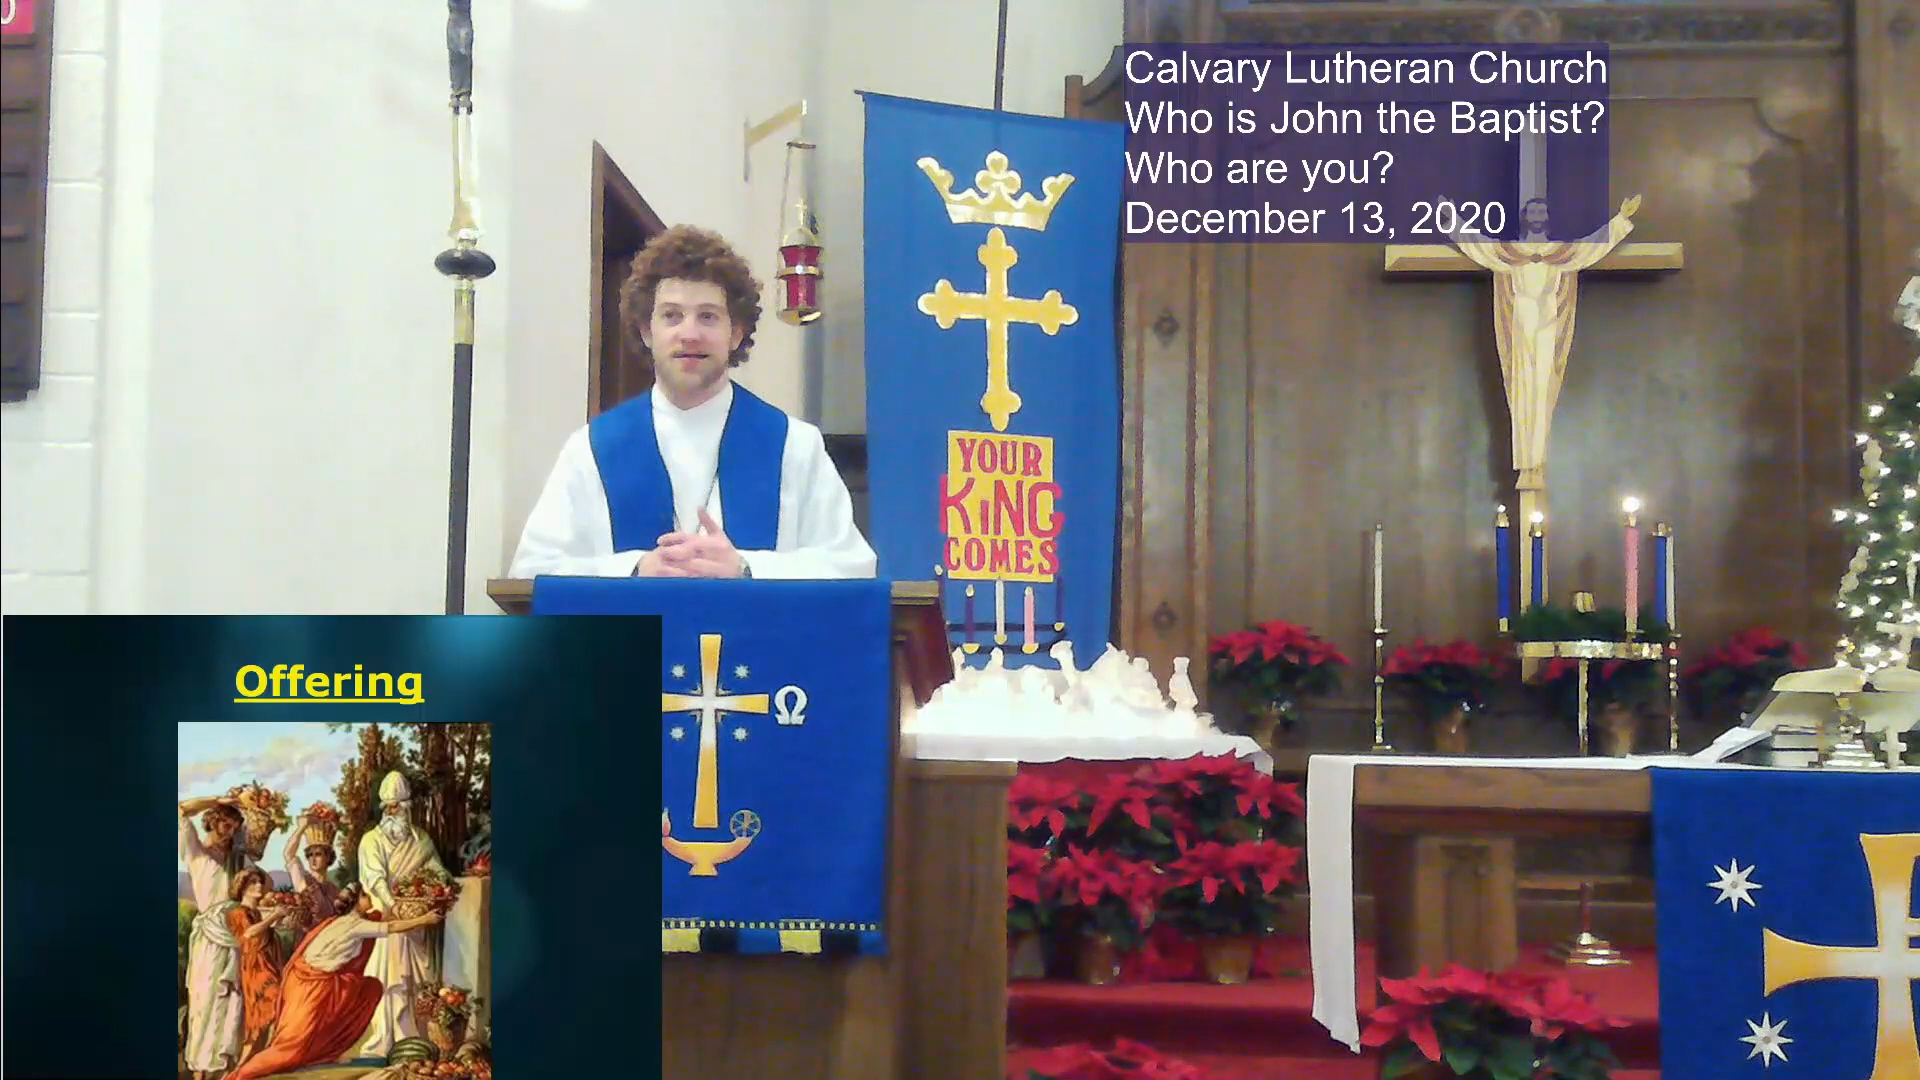 Calvary Lutheran Church
Who is John the Baptist?
Who are you?
December 13, 2020
YOUR
KiNG
COMES
Offering
Ω